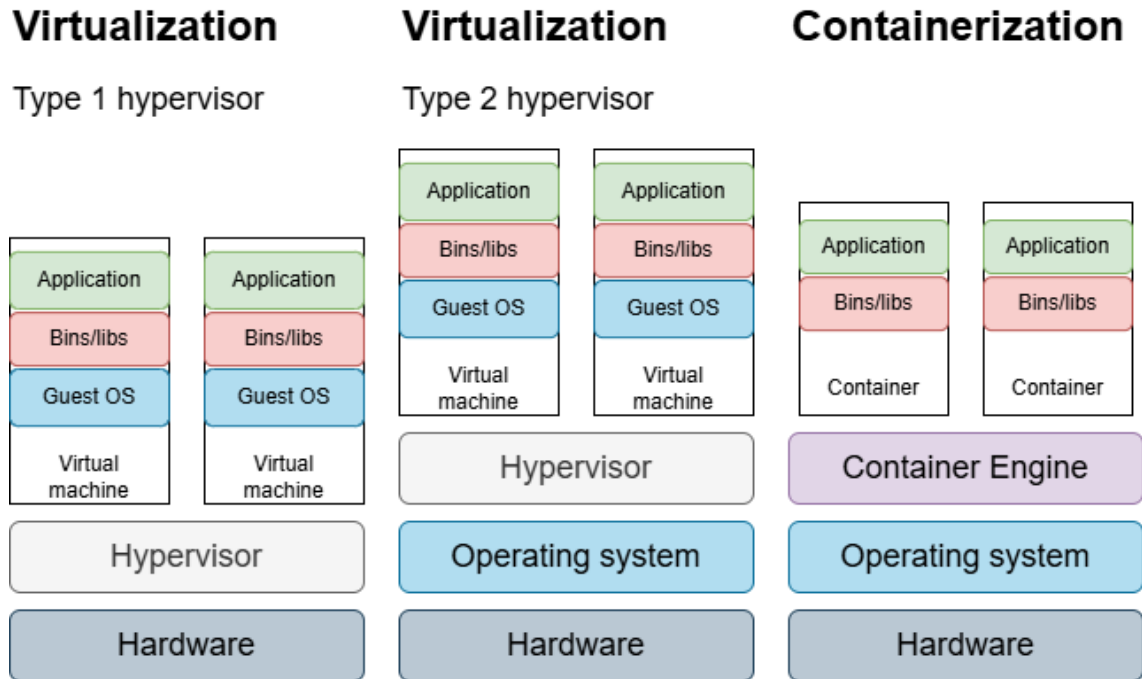 Virtualization
Type 1 hypervisor
Application
Application
Bins/libs
Bins/libs
Guest OS
Guest OS
Virtual
machine
Virtual
machine
Hypervisor
Hardware
Virtualization
Type 2 hypervisor
Application
Application
Bins/libs
Bins/libs
Guest OS
Guest OS
Virtual
machine
Virtual
machine
Hypervisor
Operating system
Hardware
Containerization
Application
Application
Bins/libs
Bins/libs
Container
Container
Container Engine
Operating system
Hardware